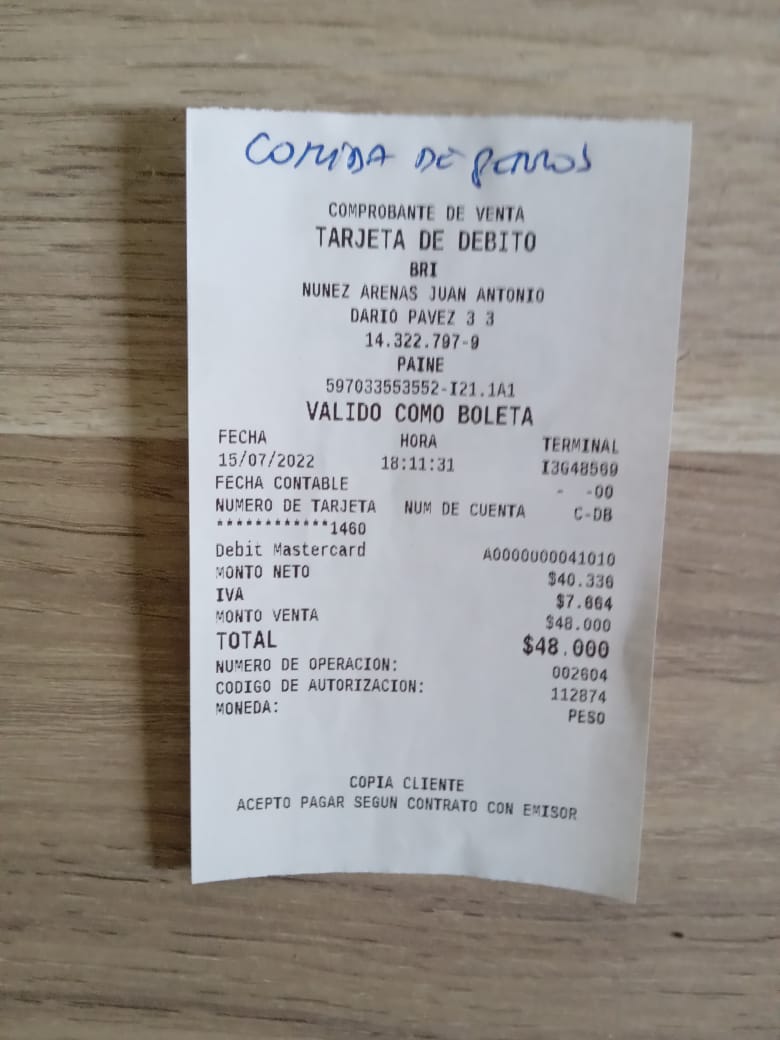 COMIDA DE PERROS
COMPROBANTE DE VENTA
TARJETA DE DEBITO
BRI
NUNEZ ARENAS JUAN ANTONIO
DARIO PAVEZ 3 3
14.322.797-9
PAINE
597033553552-I21.1A1
VALIDO COMO BOLETA
FECHA HORA TERMINAL
15/07/2022 18:11:31 I3G48569
FECHA CONTABLE - -00
NUMERO DE TARJETA NUM DE CUENTA C-DB
************1460
Debit Mastercard A0000000041010
MONTO NETO $40.336
IVA $7.664
MONTO VENTA $48.000
TOTAL $48.000
NUMERO DE OPERACION: 002604
CODIGO DE AUTORIZACION: 112874
MONEDA: PESO
COPIA CLIENTE
ACEPTO PAGAR SEGUN CONTRATO CON EMISOR